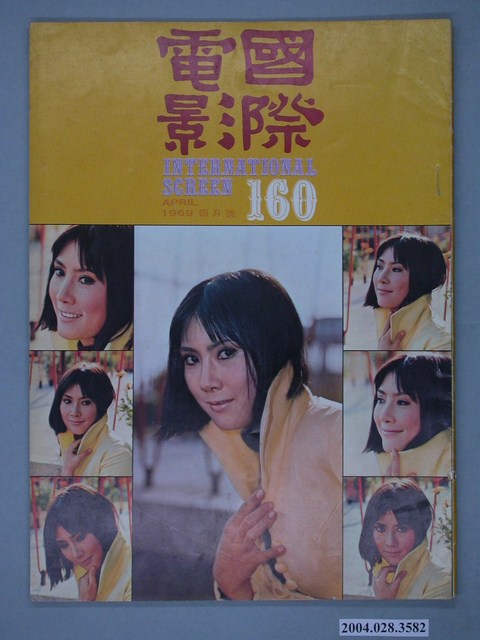 國際
電影
INTERNATIONAL
SCREEN 160
APRIL
1969 四月號
2004.028.3582